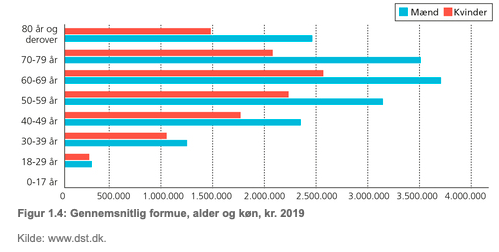 Mænd Kvinder
80 år og
derover
70-79 år
60-69 år
50-59 år
40-49 år
30-39 år
18-29 år
0-17 år
0 500.000 1.000.000 1.500.000 2.000.000 2.500.000 3.000.000 3.500.000 4.000.000
Figur 1.4: Gennemsnitlig formue, alder og køn, kr. 2019
Kilde: www.dst.dk.